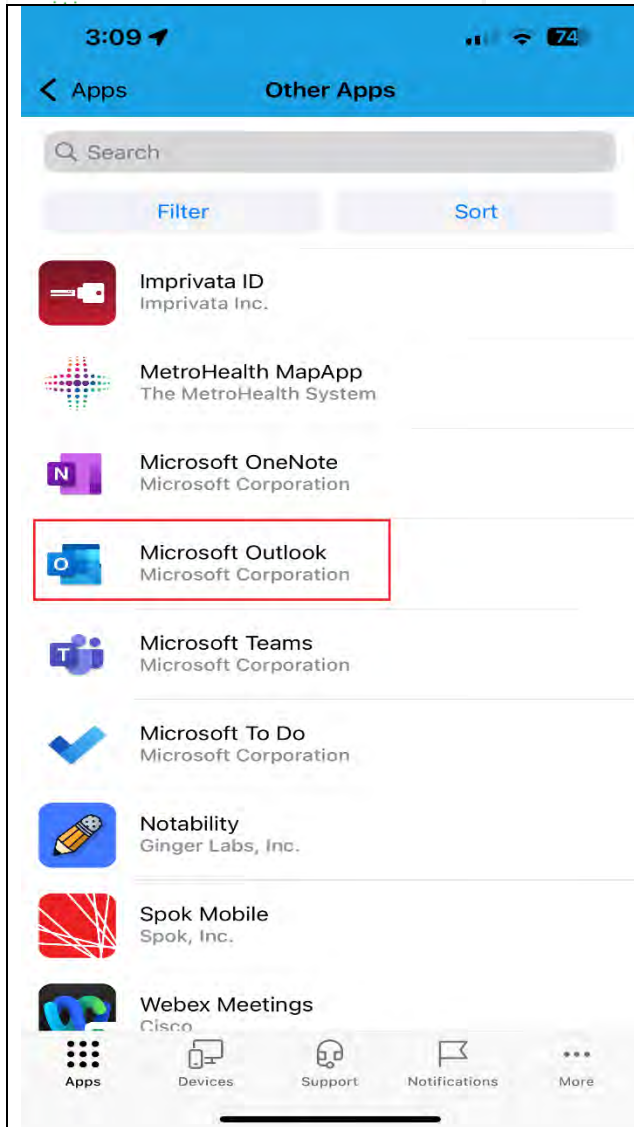 3:09
74
Apps
Other Apps
Search
Filter
Sort
Imprivata ID
Imprivata Inc.
MetroHealth MapApp
The MetroHealth System
N
Microsoft OneNote
Microsoft Corporation
O
Microsoft Outlook
Microsoft Corporation
T
Microsoft Teams
Microsoft Corporation
Microsoft To Do
Microsoft Corporation
Notability
Ginger Labs, Inc.
Spok Mobile
Spok, Inc.
Webex Meetings
Cisco
Apps
Devices
Support
Notifications
More